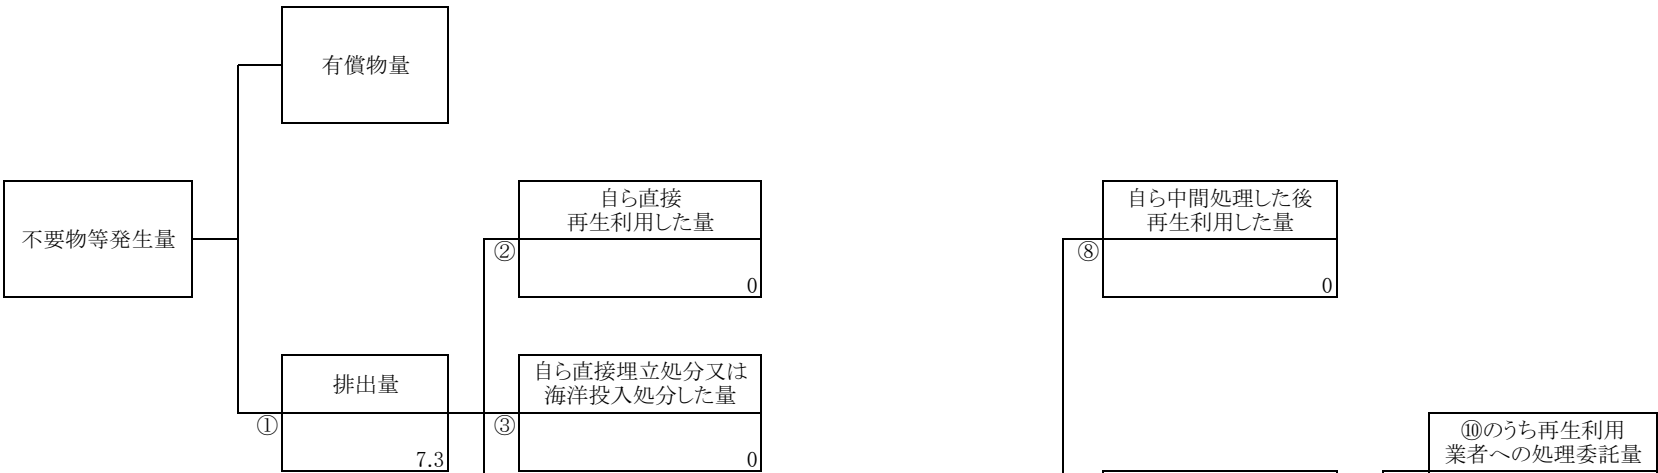 有償物量
不要物等発生量
自ら直接
再生利用した量
②
0
自ら中間処理した後
再生利用した量
⑧
0
排出量
①
7.3
自ら直接埋立処分又は
海洋投入処分した量
③
0
⑩のうち再生利用
業者への処理委託量